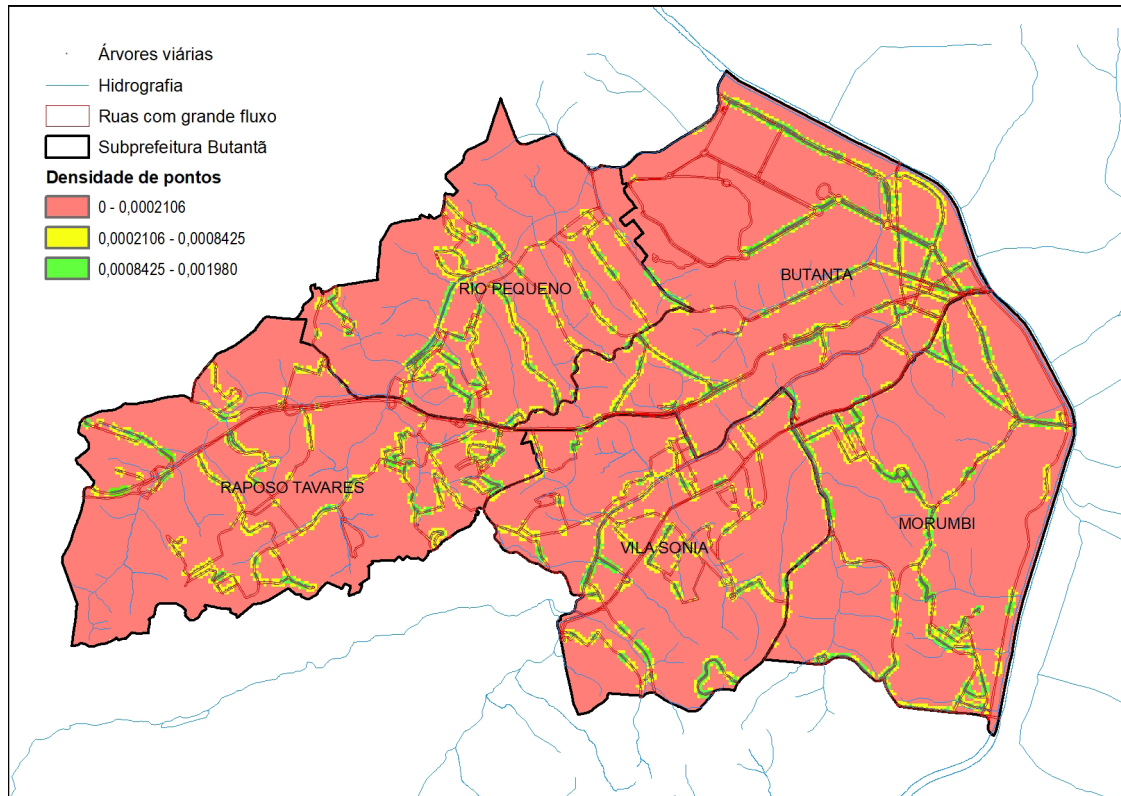 Árvores viárias
Hidrografia
Ruas com grande fluxo
Subprefeitura Butantã
Densidade de pontos
0 - 0,0002106
0,0002106 - 0,0008425
0,0008425 - 0,001980
BUTANTA
RIO PEQUENO
RAPOSO TAVARES
MORUMBI
VILA SONIA